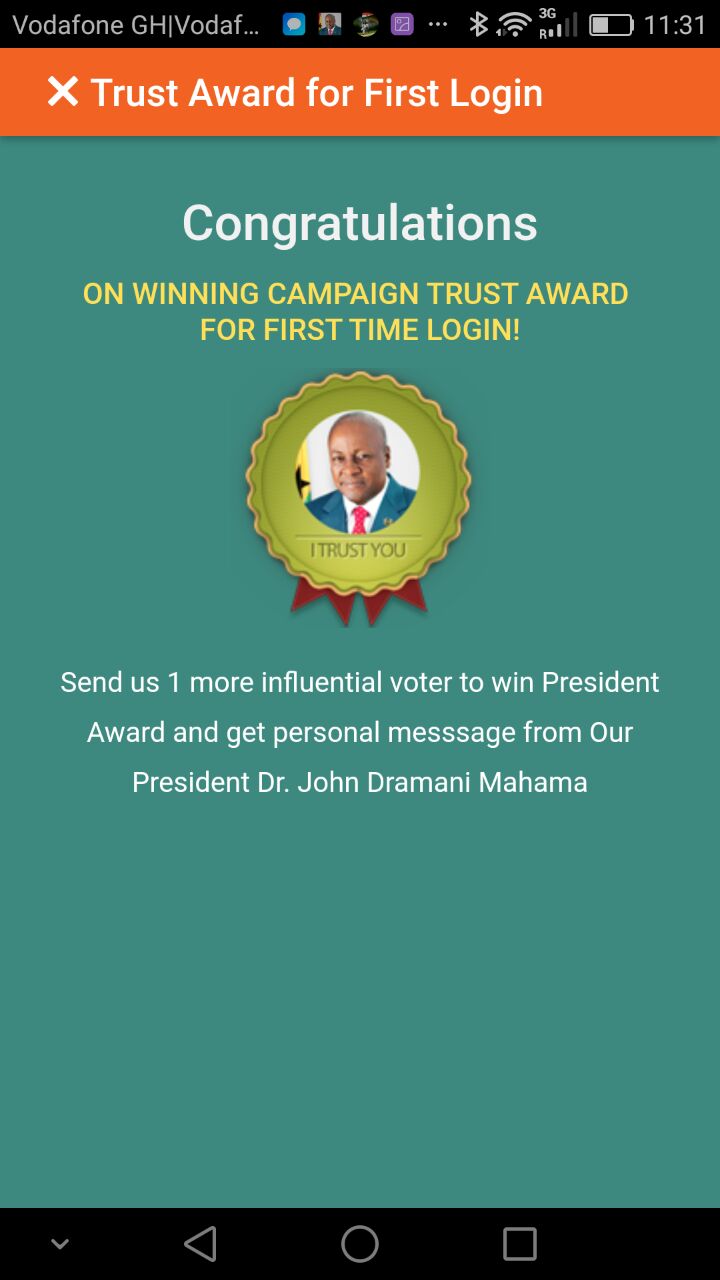 Vodafone GH|Vodaf... 3G R 11:31
Trust Award for First Login
Congratulations
ON WINNING CAMPAIGN TRUST AWARD
FOR FIRST TIME LOGIN!
I TRUST YOU
Send us 1 more influential voter to win President
Award and get personal messsage from Our
President Dr. John Dramani Mahama